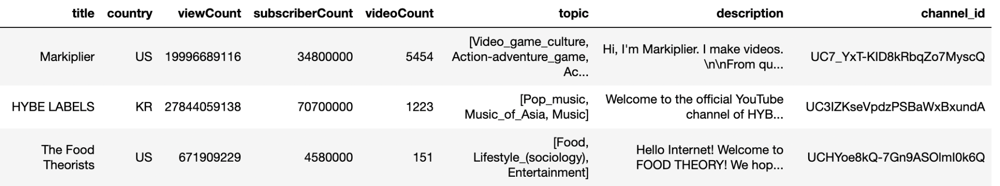 title country viewCount subscriberCount videoCount topic description channel_id
Markiplier US 19996689116 34800000 5454 [Video_game_culture, Action-adventure_game, Ac... Hi, I'm Markiplier. I make videos. \n\nFrom qu... UC7_YxT-KID8kRbqZo7MyscQ
HYBE LABELS KR 27844059138 70700000 1223 [Pop_music, Music_of_Asia, Music] Welcome to the official YouTube channel of HYB... UC3IZKseVpdzPSBaWxBxundA
The Food Theorists US 671909229 4580000 151 [Food, Lifestyle_(sociology), Entertainment] Hello Internet! Welcome to FOOD THEORY! We hop... UCHYoe8kQ-7Gn9ASOlmI0k6Q